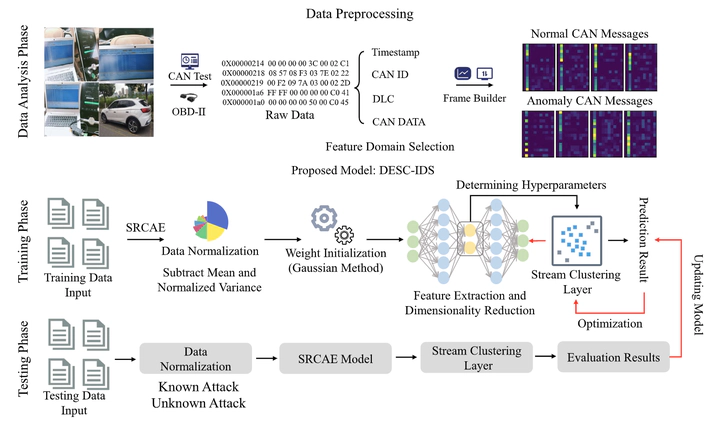 Data Preprocessing
Data Analysis Phase
CAN Test
OBD-II
0X00000214 00 00 00 00 3C 00 02 C1
0X00000218 08 57 08 F3 03 7E 02 22
0X00000219 00 F2 09 7A 03 00 02 2D
0X000001a6 FF FF 00 00 00 00 C0 41
0X000001a0 00 00 00 00 50 00 C0 45
Raw Data
Timestamp
CAN ID
DLC
CAN DATA
Feature Domain Selection
Frame Builder
Normal CAN Messages
Anomaly CAN Messages
Proposed Model: DESC-IDS
Training Phase
Training Data
Input
SRCAE
Data Normalization
Subtract Mean and
Normalized Variance
Weight Initialization
(Gaussian Method)
Determining Hyperparameters
Feature Extraction and
Dimensionality Reduction
Stream Clustering
Layer
Prediction Result
Optimization
Updating Model
Testing Phase
Testing Data
Input
Data
Normalization
Known Attack
Unknown Attack
SRCAE Model
Stream Clustering
Layer
Evaluation Results